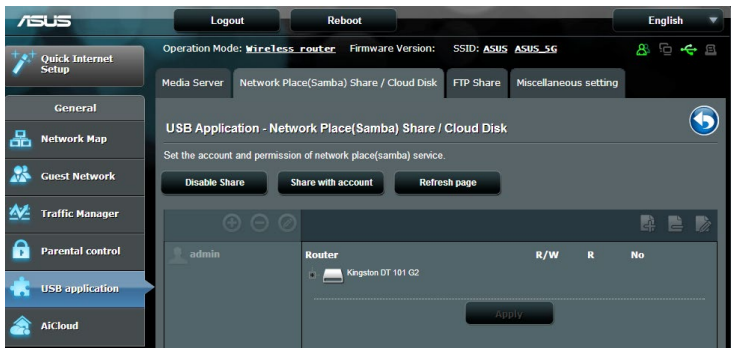 ASUS
Logout
Reboot
English
Quick Internet
Setup
Operation Mode: Wireless router Firmware Version: SSID: ASUS ASUS_5G
General
Network Map
Guest Network
Traffic Manager
Parental control
USB application
AiCloud
Media Server
Network Place(Samba) Share / Cloud Disk
FTP Share
Miscellaneous setting
USB Application - Network Place(Samba) Share / Cloud Disk
Set the account and permission of network place(samba) service.
Disable Share
Share with account
Refresh page
admin
Router R/W R No
Kingston DT 101 G2
Apply